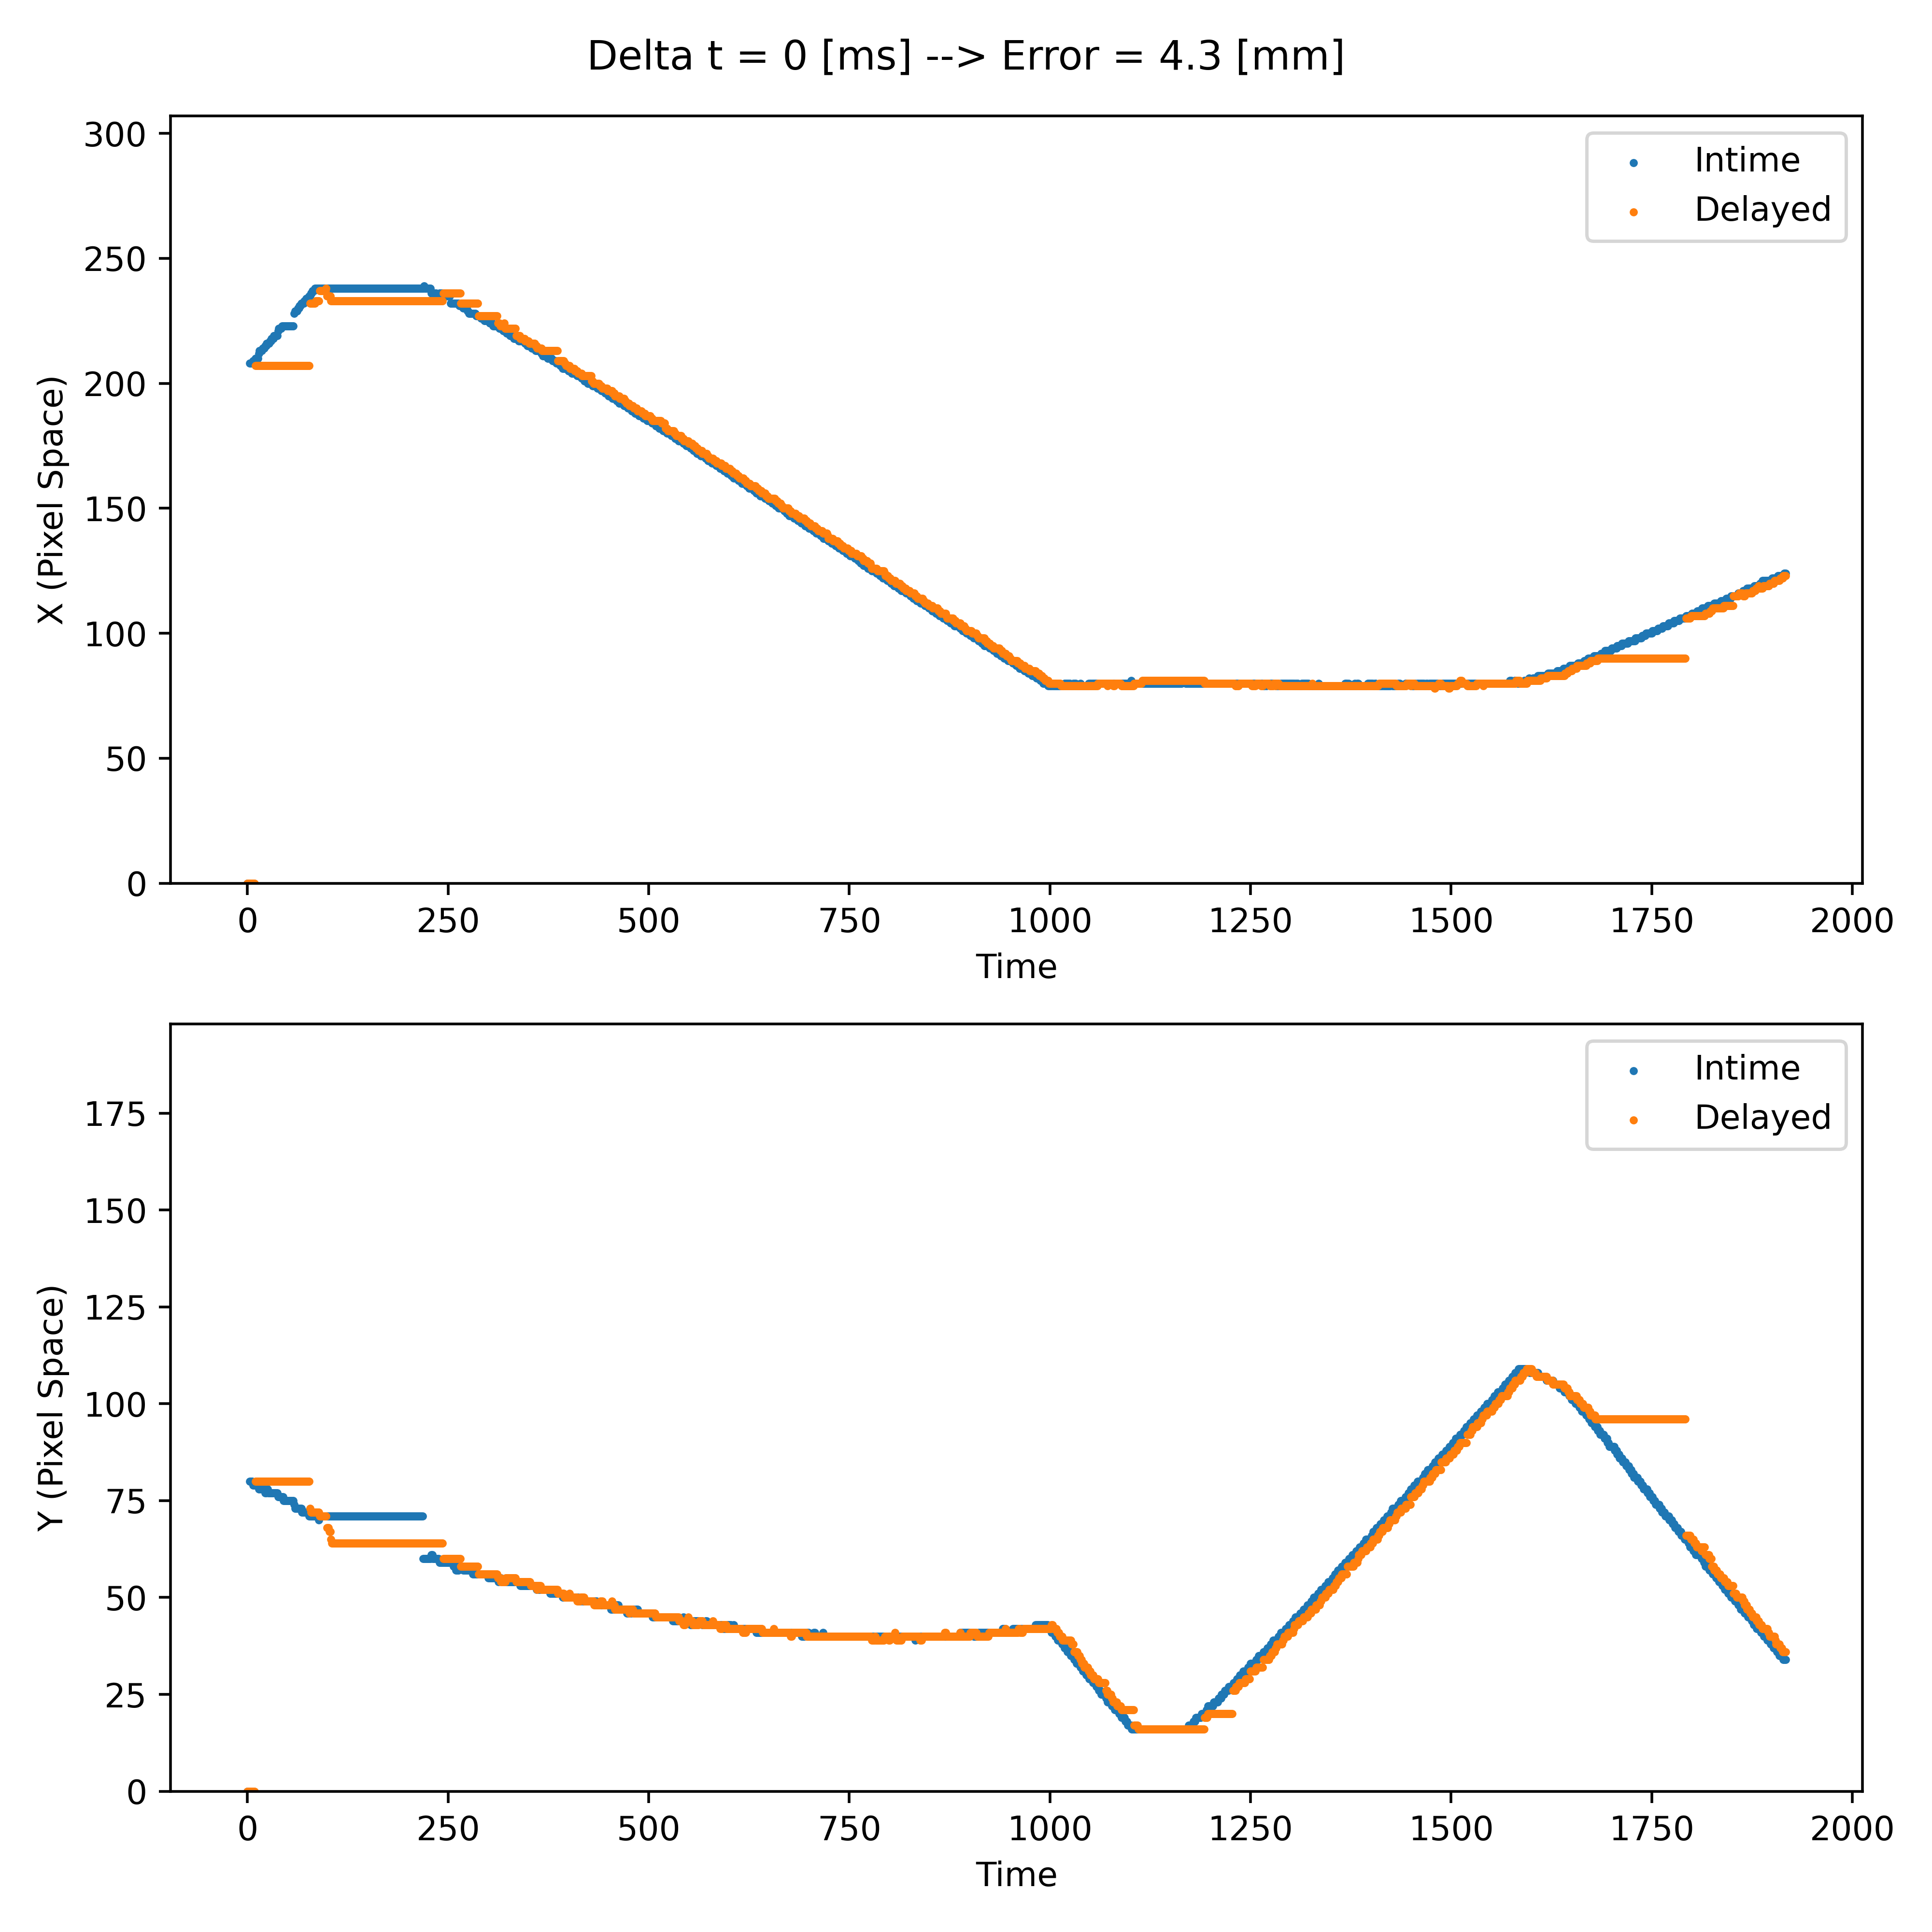 Delta t = 0 [ms] --> Error = 4.3 [mm]
300
250
200
150
100
50
0
X (Pixel Space)
Intime
Delayed
0 250 500 750 1000 1250 1500 1750 2000
Time
175
150
125
100
75
50
25
0
Y (Pixel Space)
Intime
Delayed
0 250 500 750 1000 1250 1500 1750 2000
Time